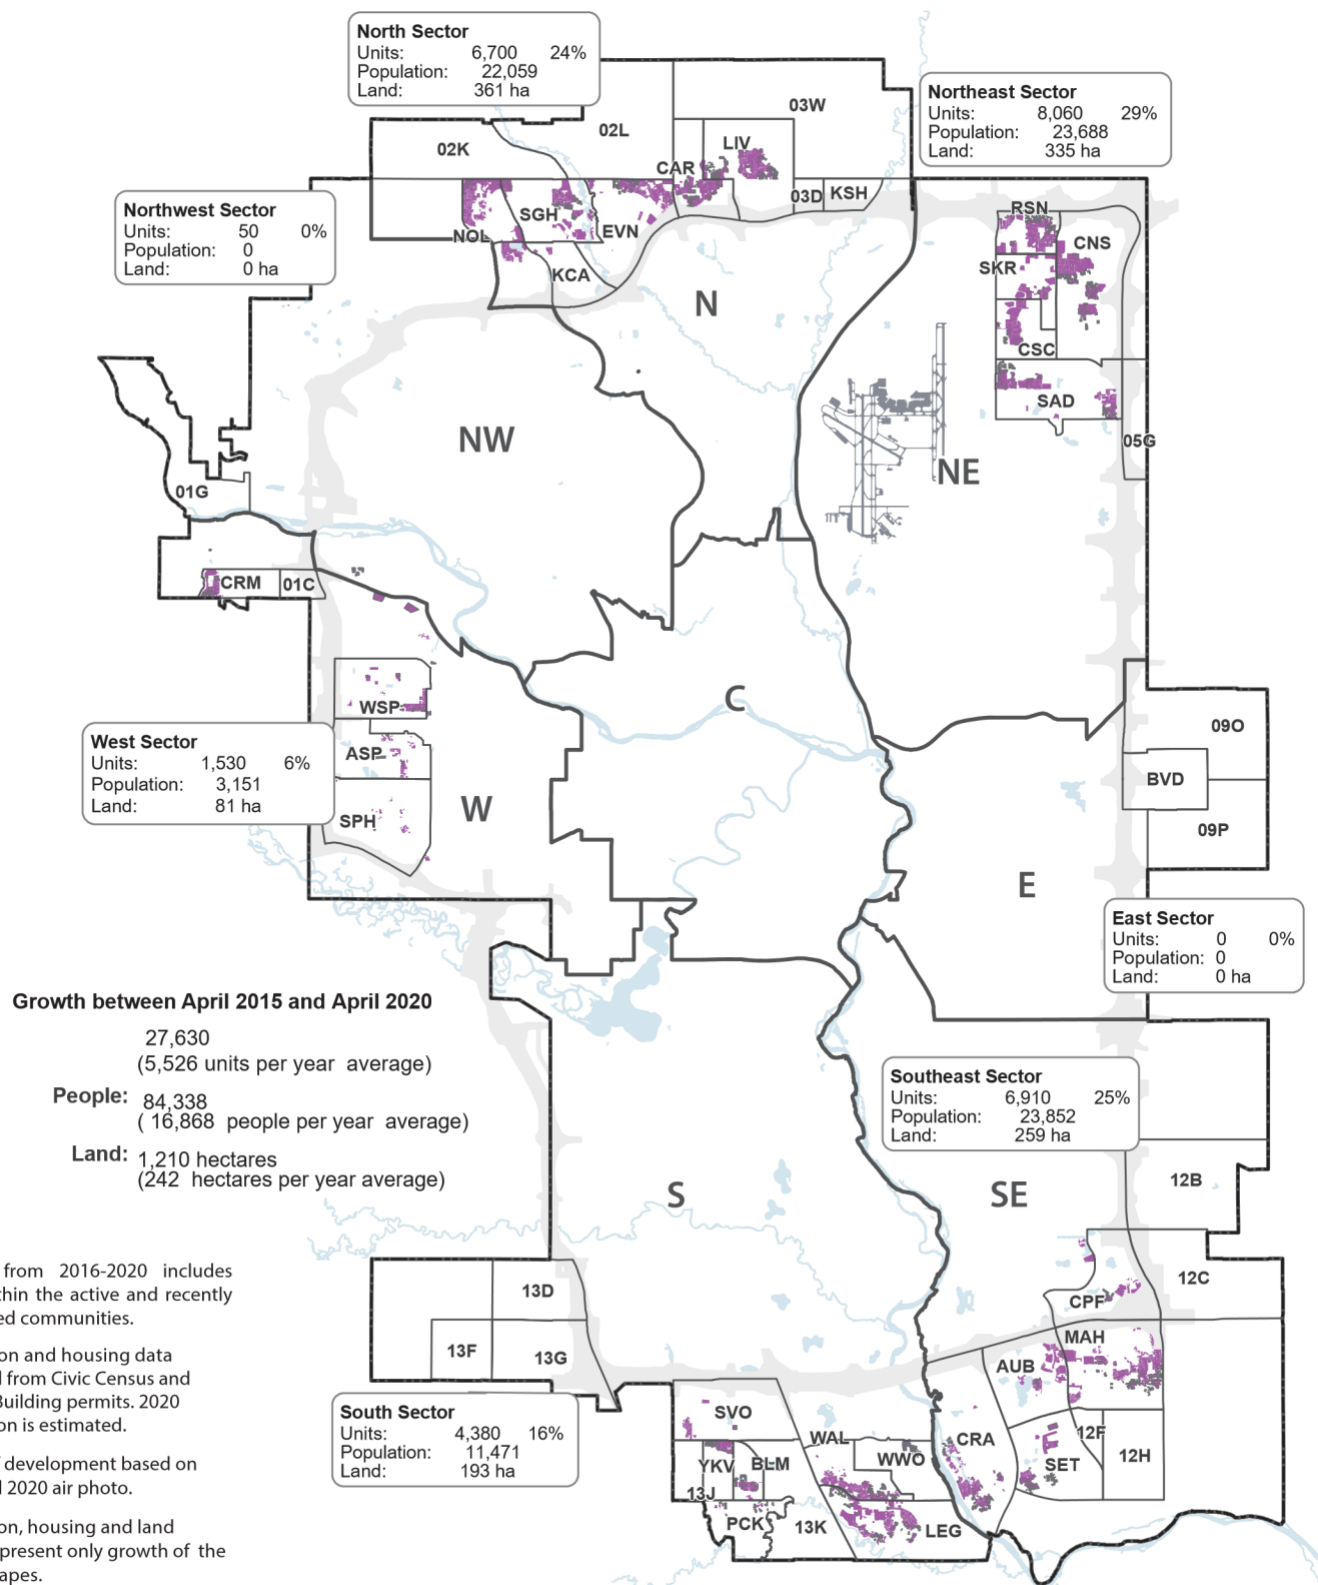 North Sector
Units: 6,700 24%
Population: 22,059
Land: 361 ha
Northeast Sector
Units: 8,060 29%
Population: 23,688
Land: 335 ha
03W
02L
02K
LIV
CAR
03D
KSH
Northwest Sector
Units: 50 0%
Population: 0
Land: 0 ha
NOL
SGH
EVN
KCA
RSN
CNS
SKR
CSC
SAD
05G
N
NW
NE
01G
CRM
01C
C
WSP
ASP
SPH
W
West Sector
Units: 1,530 6%
Population: 3,151
Land: 81 ha
09O
BVD
09P
E
East Sector
Units: 0 0%
Population: 0
Land: 0 ha
Growth between April 2015 and April 2020
27,630
(5,526 units per year average)
People: 84,338
( 16,868 people per year average)
Land: 1,210 hectares
(242 hectares per year average)
Southeast Sector
Units: 6,910 25%
Population: 23,852
Land: 259 ha
S
SE
12B
12C
CPF
MAH
AUB
12F
12H
SET
CRA
from 2016-2020 includes
thin the active and recently
ed communities.
on and housing data
d from Civic Census and
Building permits. 2020
on is estimated.
f development based on
d 2020 air photo.
on, housing and land
present only growth of the
apes.
13D
13F
13G
South Sector
Units: 4,380 16%
Population: 11,471
Land: 193 ha
SVO
WAL
WWO
YKV
BLM
13J
PCK
13K
LEG